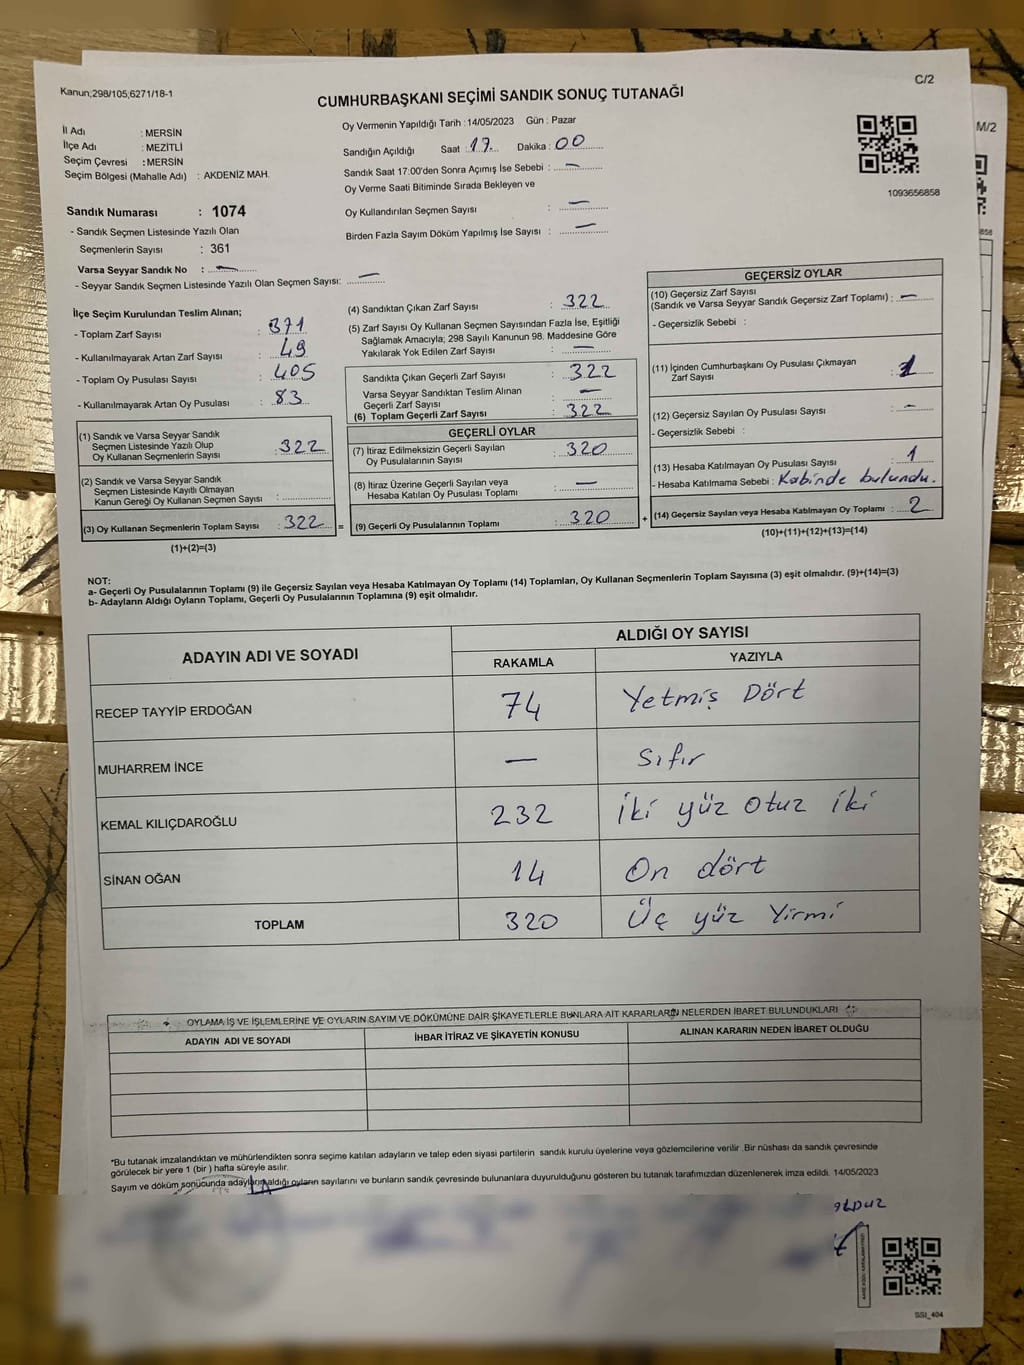 Kanun;298/105;6271/18-1
C/2
CUMHURBAŞKANI SEÇİMİ SANDIK SONUÇ TUTANAĞI
M/2
İl Adı : MERSİN
İlçe Adı : MEZİTLİ
Seçim Çevresi : MERSİN
Seçim Bölgesi (Mahalle Adı) : AKDENİZ MAH.
Sandık Numarası : 1074
- Sandık Seçmen Listesinde Yazılı Olan
Seçmenlerin Sayısı : 361
Varsa Seyyar Sandık No : —
- Seyyar Sandık Seçmen Listesinde Yazılı Olan Seçmen Sayısı: —
Oy Vermenin Yapıldığı Tarih : 14/05/2023 Gün : Pazar
Sandığın Açıldığı Saat : 17 Dakika : 00
Sandık Saat 17:00'den Sonra Açımış İse Sebebi : —
Oy Verme Saati Bitiminde Sırada Bekleyen ve
Oy Kullandırılan Seçmen Sayısı : —
Birden Fazla Sayım Döküm Yapılmış İse Sayısı : —
1093656858
858
İlçe Seçim Kurulundan Teslim Alınan;
- Toplam Zarf Sayısı : 371
- Kullanılmayarak Artan Zarf Sayısı : 49
- Toplam Oy Pusulası Sayısı : 405
- Kullanılmayarak Artan Oy Pusulası : 83
(1) Sandık ve Varsa Seyyar Sandık
Seçmen Listesinde Yazılı Olup
Oy Kullanan Seçmenlerin Sayısı : 322
(2) Sandık ve Varsa Seyyar Sandık
Seçmen Listesinde Kayıtlı Olmayan
Kanun Gereği Oy Kullanan Seçmen Sayısı :
(3) Oy Kullanan Seçmenlerin Toplam Sayısı : 322 =
(1)+(2)=(3)
(4) Sandıktan Çıkan Zarf Sayısı : 322
(5) Zarf Sayısı Oy Kullanan Seçmen Sayısından Fazla İse, Eşitliği
Sağlamak Amacıyla; 298 Sayılı Kanunun 98. Maddesine Göre
Yakılarak Yok Edilen Zarf Sayısı : —
Sandıkta Çıkan Geçerli Zarf Sayısı : 322
Varsa Seyyar Sandıktan Teslim Alınan
Geçerli Zarf Sayısı : —
(6) Toplam Geçerli Zarf Sayısı : 322
GEÇERLİ OYLAR
(7) İtiraz Edilmeksizin Geçerli Sayılan
Oy Pusulalarının Sayısı : 320
(8) İtiraz Üzerine Geçerli Sayılan veya
Hesaba Katılan Oy Pusulası Toplamı : —
(9) Geçerli Oy Pusulalarının Toplamı : 320 +
GEÇERSİZ OYLAR
(10) Geçersiz Zarf Sayısı
(Sandık ve Varsa Seyyar Sandık Geçersiz Zarf Toplamı) : —
- Geçersizlik Sebebi :
(11) İçinden Cumhurbaşkanı Oy Pusulası Çıkmayan
Zarf Sayısı : 1
(12) Geçersiz Sayılan Oy Pusulası Sayısı : —
- Geçersizlik Sebebi :
(13) Hesaba Katılmayan Oy Pusulası Sayısı : 1
- Hesaba Katılmama Sebebi : Kabinde bulundu.
(14) Geçersiz Sayılan veya Hesaba Katılmayan Oy Toplamı : 2
(10)+(11)+(12)+(13)=(14)
NOT:
a- Geçerli Oy Pusulalarının Toplamı (9) ile Geçersiz Sayılan veya Hesaba Katılmayan Oy Toplamı (14) Toplamları, Oy Kullanan Seçmenlerin Toplam Sayısına (3) eşit olmalıdır. (9)+(14)=(3)
b- Adayların Aldığı Oyların Toplamı, Geçerli Oy Pusulalarının Toplamına (9) eşit olmalıdır.
ADAYIN ADI VE SOYADI ALDIĞI OY SAYISI
RAKAMLA YAZIYLA
RECEP TAYYİP ERDOĞAN 74 Yetmiş Dört
MUHARREM İNCE — Sıfır
KEMAL KILIÇDAROĞLU 232 İki yüz otuz iki
SİNAN OĞAN 14 On dört
TOPLAM 320 Üç yüz Yirmi
OYLAMA İŞ VE İŞLEMLERİNE VE OYLARIN SAYIM VE DÖKÜMÜNE DAİR ŞİKAYETLERLE BUNLARA AİT KARARLARIN NELERDEN İBARET BULUNDUKLARI
ADAYIN ADI VE SOYADI İHBAR İTİRAZ VE ŞİKAYETİN KONUSU ALINAN KARARIN NEDEN İBARET OLDUĞU
*Bu tutanak imzalandıktan ve mühürlendikten sonra seçime katılan adayların ve talep eden siyasi partilerin sandık kurulu üyelerine veya gözlemcilerine verilir .Bir nüshası da sandık çevresinde
görülecek bir yere 1 (bir ) hafta süreyle asılır.
Sayım ve döküm sonucunda adayların aldığı oyların sayılarını ve bunların sandık çevresinde bulunanlara duyurulduğunu gösteren bu tutanak tarafımızdan düzenlenerek imza edildi. 14/05/2023